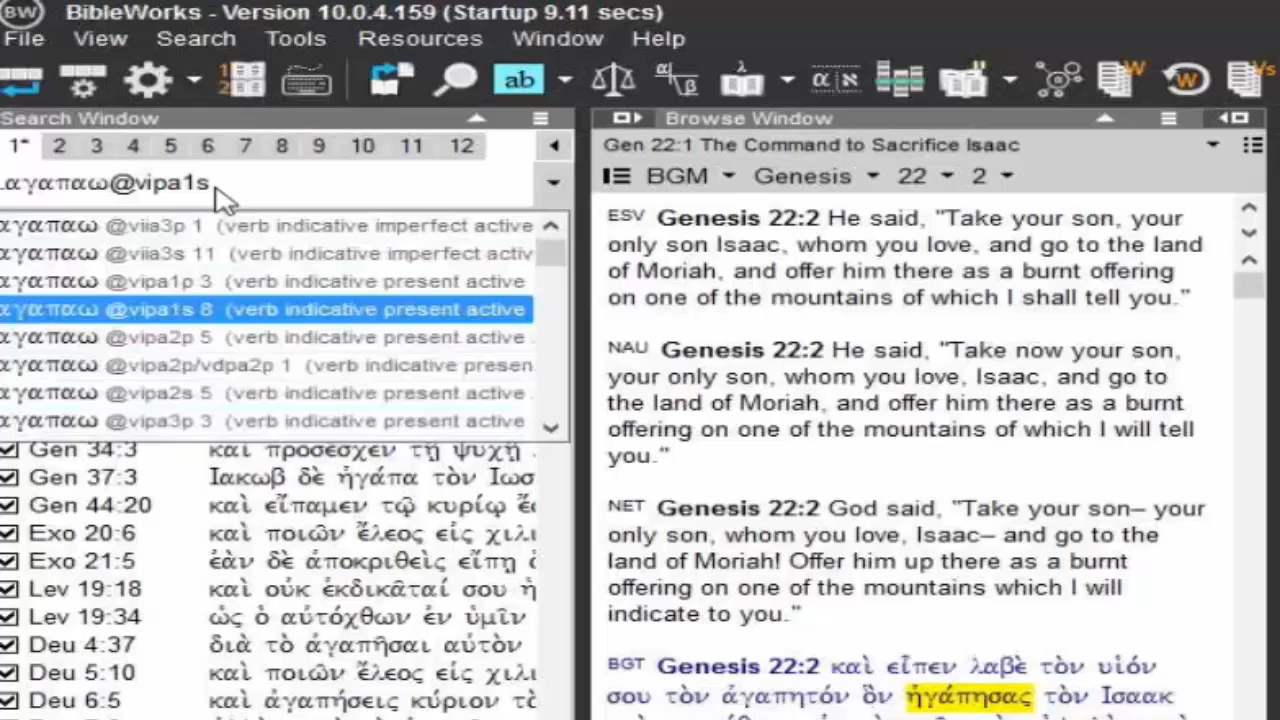 BW BibleWorks - Version 10.0.4.159 (Startup 9.11 secs)
File View Search Tools Resources Window Help
Search Window
1* 2 3 4 5 6 7 8 9 10 11 12
.αγαπαω@vipa1s
αγαπαω @viia3p 1 (verb indicative imperfect active
αγαπαω @viia3s 11 (verb indicative imperfect activ
αγαπαω @vipa1p 3 (verb indicative present active
αγαπαω @vipa1s 8 (verb indicative present active
αγαπαω @vipa2p 5 (verb indicative present active
αγαπαω @vipa2p/vdpa2p 1 (verb indicative presen
αγαπαω @vipa2s 5 (verb indicative present active
αγαπαω @vipa3p 3 (verb indicative present active
Gen 34:3 καὶ προσέσχεν τῇ ψυχῇ
Gen 37:3 Ιακωβ δὲ ἠγάπα τὸν Ιωσ
Gen 44:20 καὶ εἴπαμεν τῷ κυρίῳ
Exo 20:6 καὶ ποιῶν ἔλεος εἰς χιλι
Exo 21:5 ἐὰν δὲ ἀποκριθεὶς εἴπῃ
Lev 19:18 καὶ οὐκ ἐκδικᾶταί σου ἡ
Lev 19:34 ὡς ὁ αὐτόχθων ἐν ὑμῖν
Deu 4:37 διὰ τὸ ἀγαπῆσαι αὐτὸν
Deu 5:10 καὶ ποιῶν ἔλεος εἰς χιλι
Deu 6:5 καὶ ἀγαπήσεις κύριον τὸ
Browse Window
Gen 22:1 The Command to Sacrifice Isaac
BGM Genesis 22 2
ESV Genesis 22:2 He said, "Take your son, your
only son Isaac, whom you love, and go to the land
of Moriah, and offer him there as a burnt offering
on one of the mountains of which I shall tell you."
NAU Genesis 22:2 He said, "Take now your son,
your only son, whom you love, Isaac, and go to
the land of Moriah, and offer him there as a burnt
offering on one of the mountains of which I will tell
you."
NET Genesis 22:2 God said, "Take your son– your
only son, whom you love, Isaac– and go to the
land of Moriah! Offer him up there as a burnt
offering on one of the mountains which I will
indicate to you."
BGT Genesis 22:2 καὶ εἶπεν λαβὲ τὸν υἱόν
σου τὸν ἀγαπητόν ὃν ἠγάπησας τὸν Ισαακ